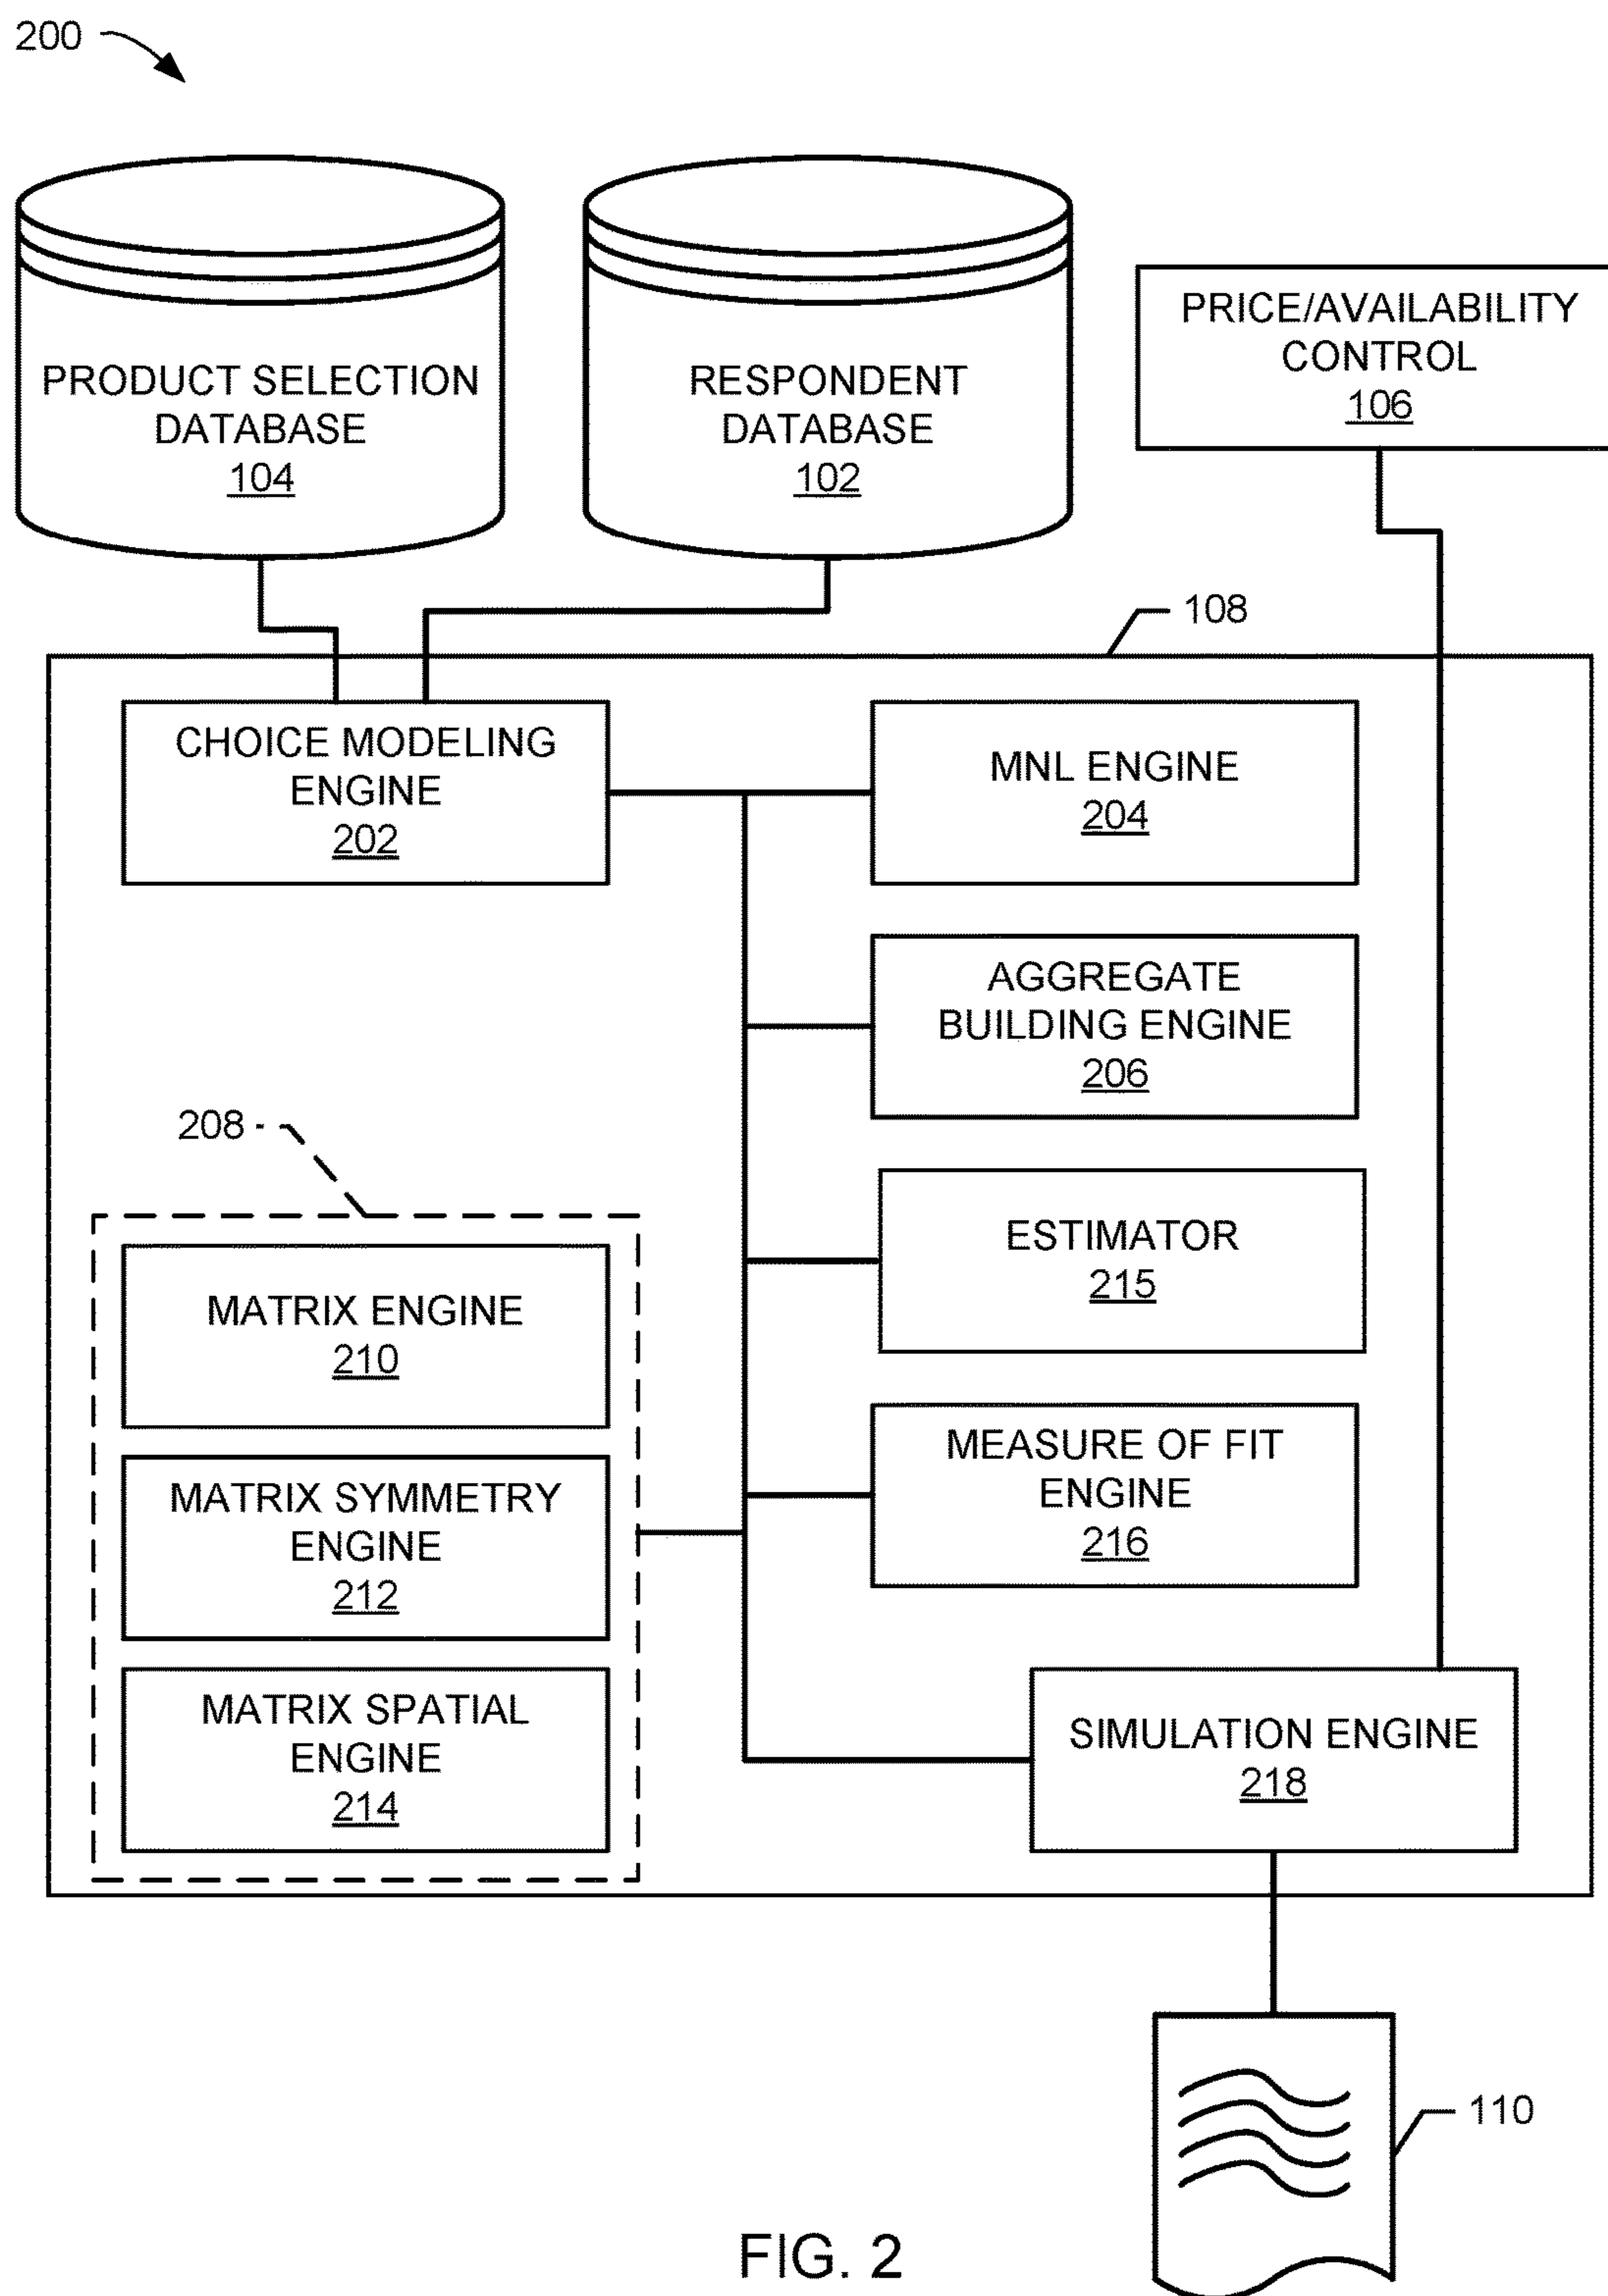 200
PRODUCT SELECTION
DATABASE
104
RESPONDENT
DATABASE
102
PRICE/AVAILABILITY
CONTROL
106
108
CHOICE MODELING
ENGINE
202
MNL ENGINE
204
AGGREGATE
BUILDING ENGINE
206
208
MATRIX ENGINE
210
ESTIMATOR
215
MATRIX SYMMETRY
ENGINE
212
MEASURE OF FIT
ENGINE
216
MATRIX SPATIAL
ENGINE
214
SIMULATION ENGINE
218
110
FIG. 2